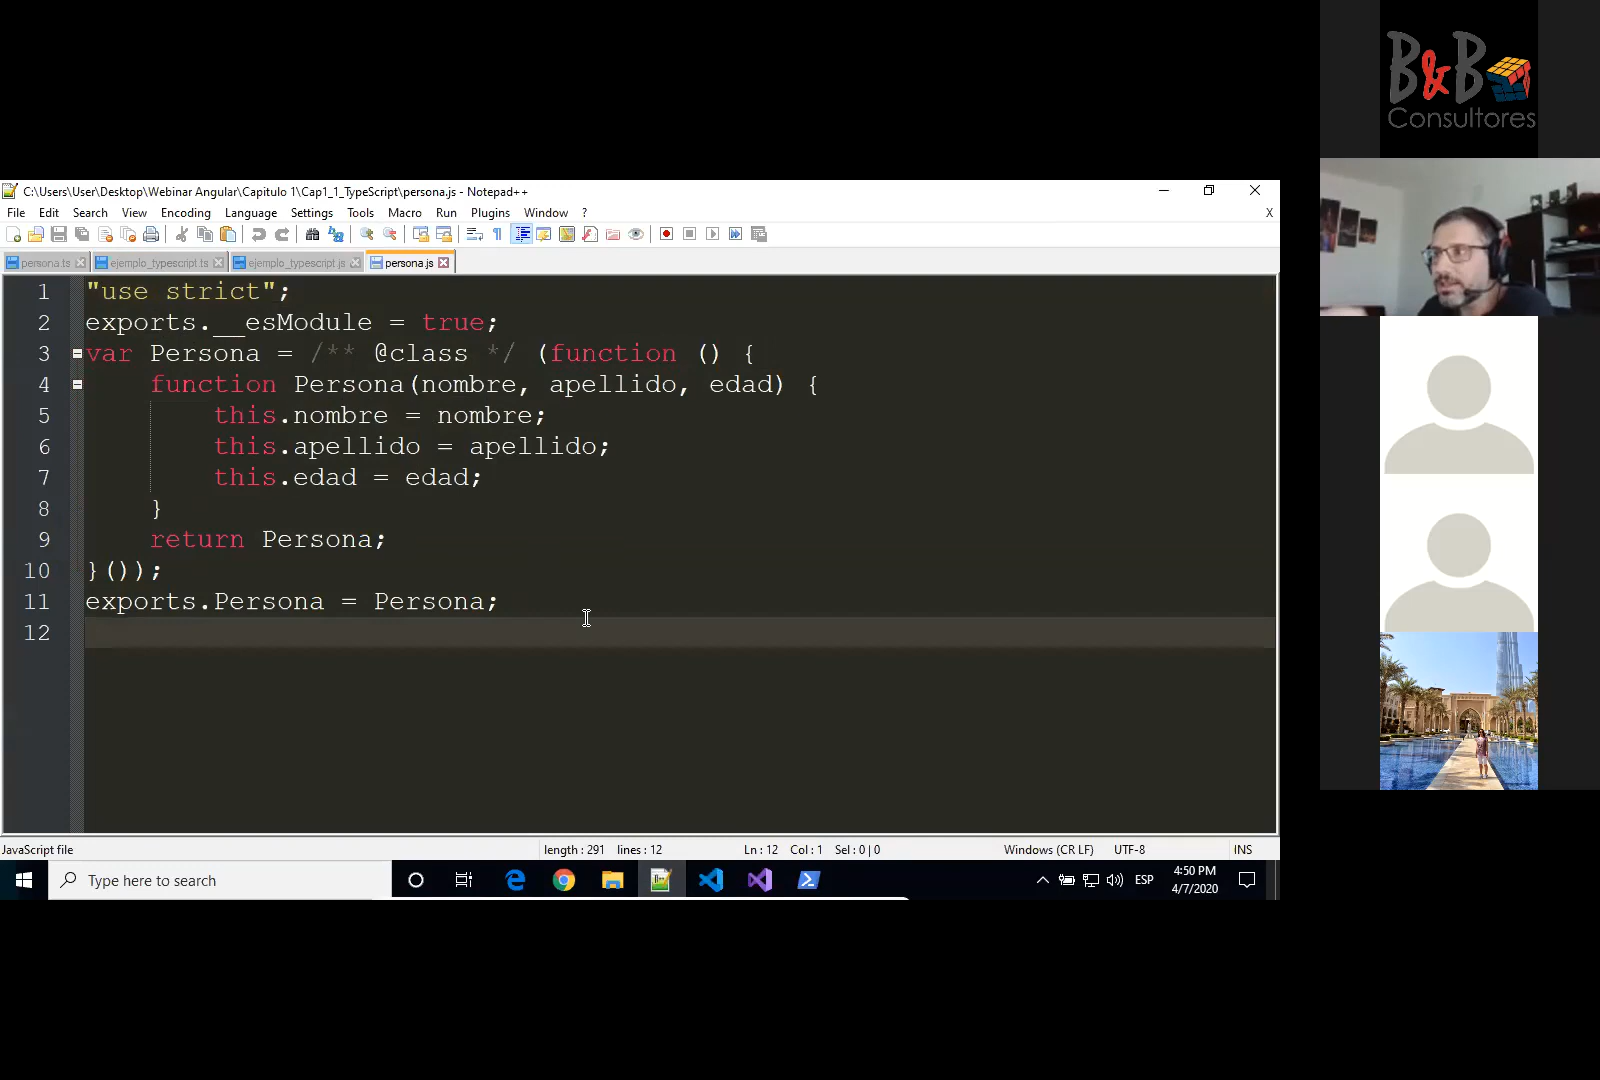 B&B
Consultores
C:\Users\User\Desktop\Webinar Angular\Capitulo 1\Cap1_1_TypeScript\persona.js - Notepad++
File Edit Search View Encoding Language Settings Tools Macro Run Plugins Window ? X
persona.ts ejemplo_typescript.ts ejemplo_typescript.js persona.js
1 "use strict";
2 exports.__esModule = true;
3 var Persona = /** @class */ (function () {
4 function Persona(nombre, apellido, edad) {
5 this.nombre = nombre;
6 this.apellido = apellido;
7 this.edad = edad;
8 }
9 return Persona;
10 }());
11 exports.Persona = Persona;
12
JavaScript file length : 291 lines : 12 Ln : 12 Col : 1 Sel : 0 | 0 Windows (CR LF) UTF-8 INS
Type here to search ESP 4:50 PM
4/7/2020